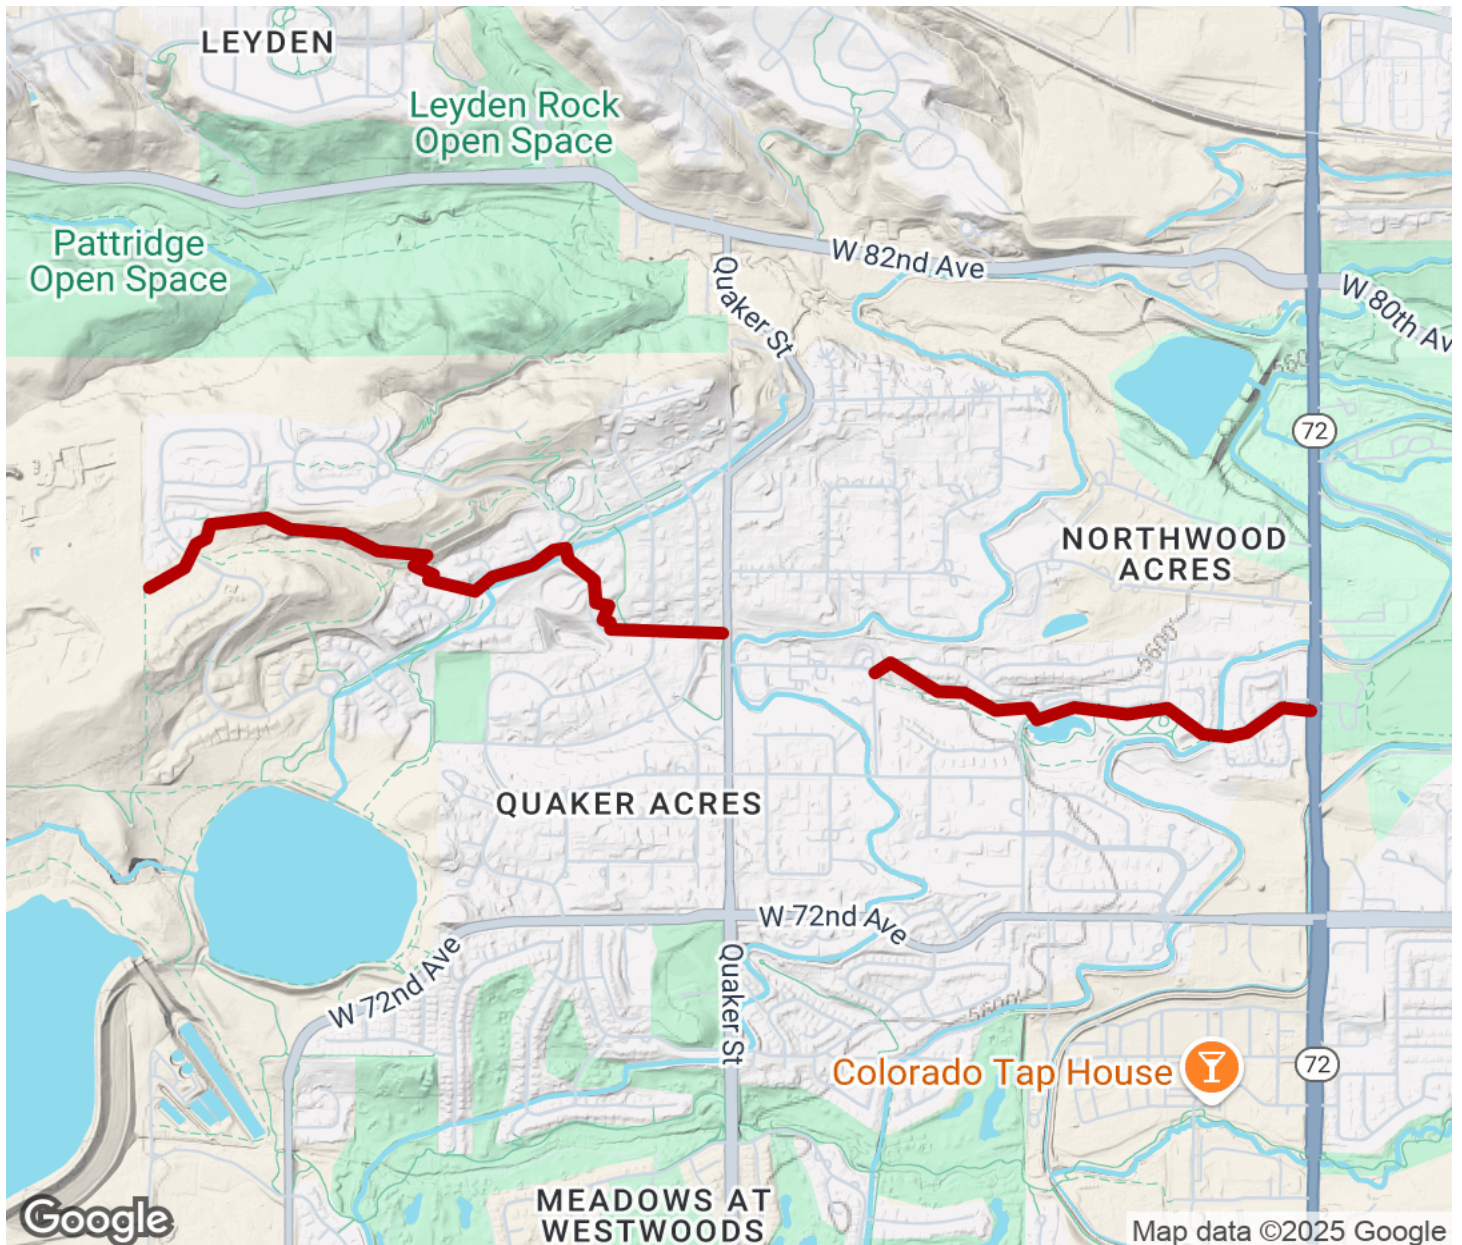 LEYDEN
Leyden Rock
Open Space
Pattridge
Open Space
W 82nd Ave
Quaker St
W 80th Av
560
72
NORTHWOOD
ACRES
5600
QUAKER ACRES
W 72nd Ave
W 72nd Ave
Quaker St
5600
Colorado Tap House
72
MEADOWS AT
WESTWOODS
Google
Map data ©2025 Google